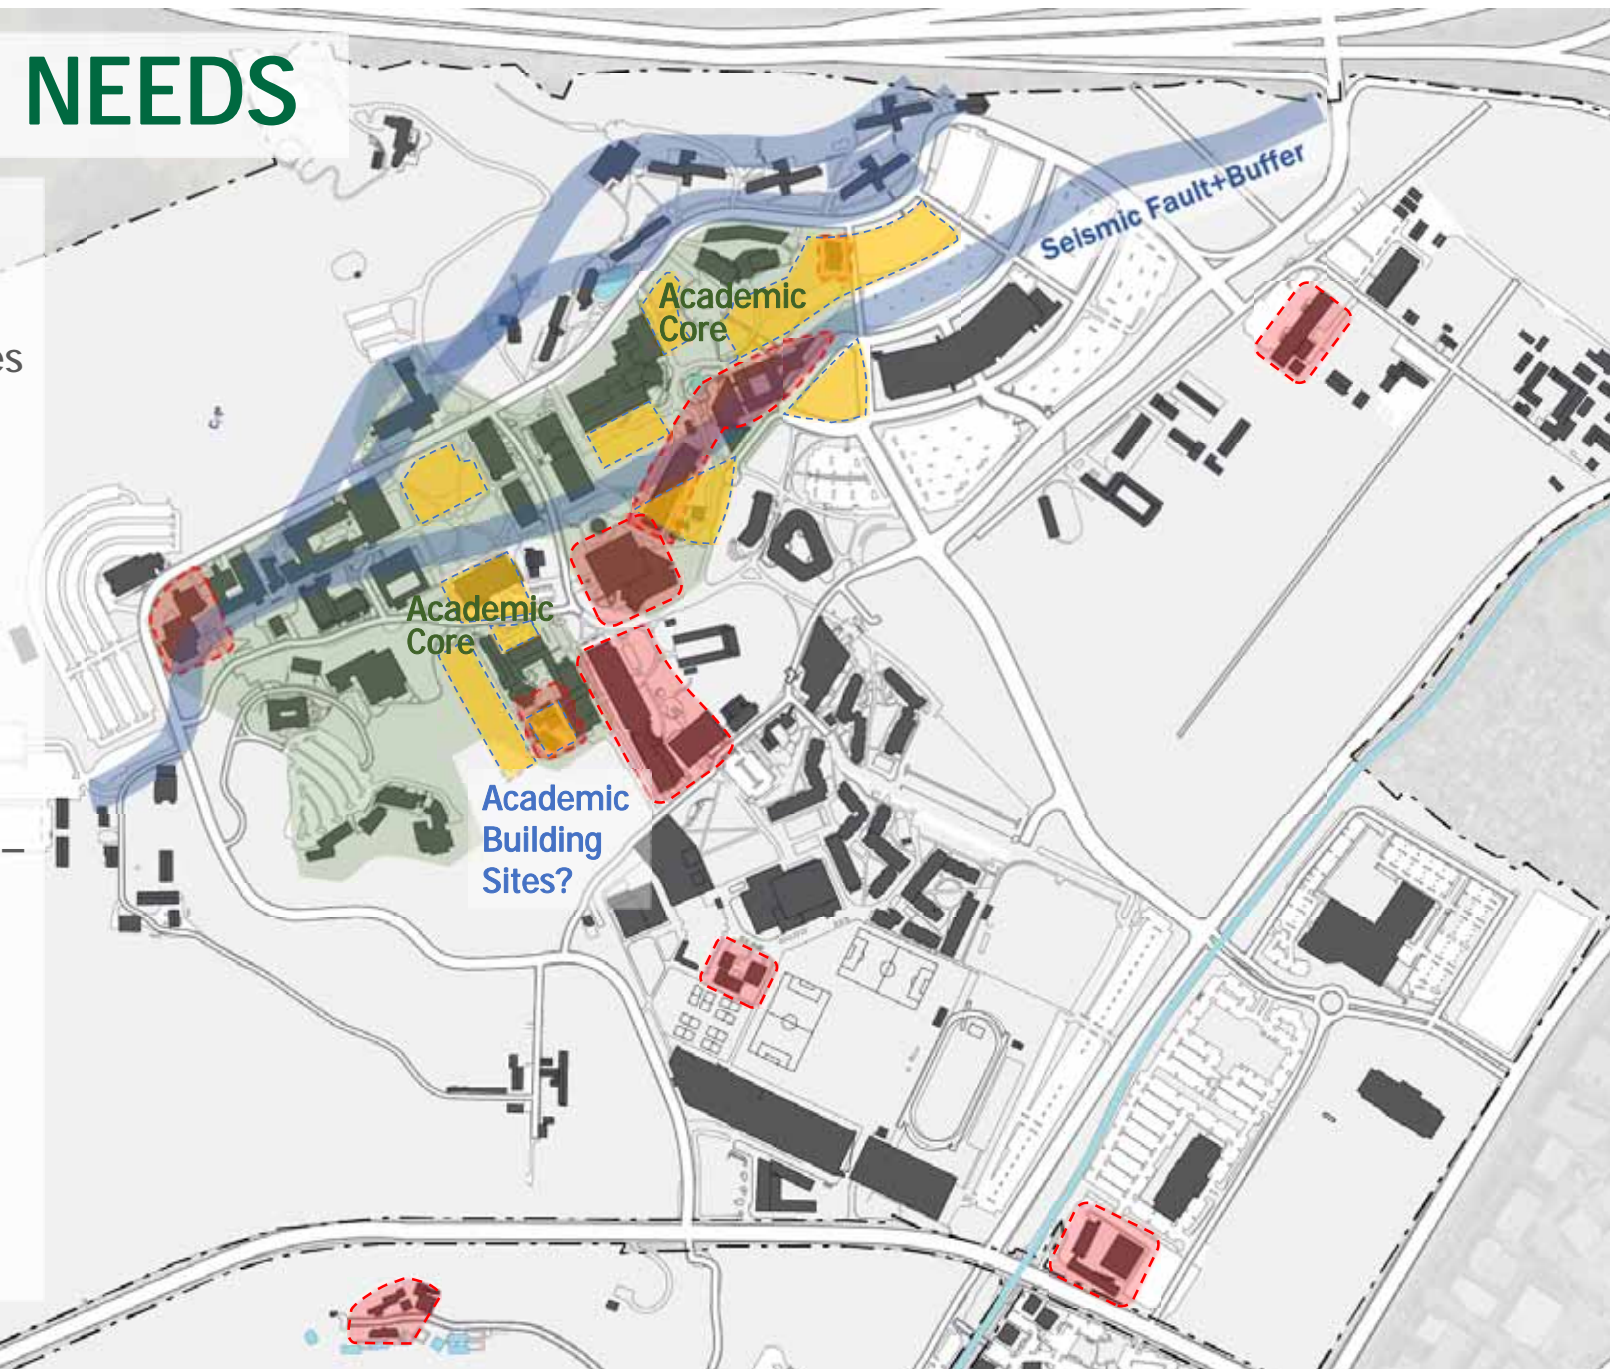 NEEDS
es
–
Seismic Fault+Buffer
Academic
Core
Academic
Core
Academic
Building
Sites?